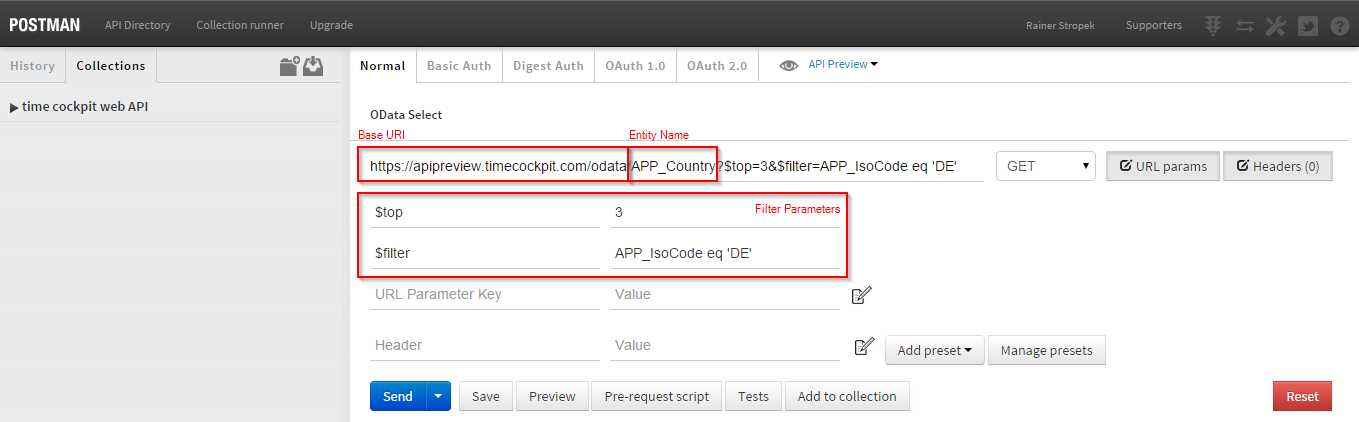 POSTMAN API Directory Collection runner Upgrade Rainer Stropek Supporters
History Collections
time cockpit web API
Normal Basic Auth Digest Auth OAuth 1.0 OAuth 2.0 API Preview
OData Select
Base URI Entity Name
https://apipreview.timecockpit.com/odata/APP_Country?$top=3&$filter=APP_IsoCode eq 'DE' GET URL params Headers (0)
$top 3 Filter Parameters
$filter APP_IsoCode eq 'DE'
URL Parameter Key Value
Header Value Add preset Manage presets
Send Save Preview Pre-request script Tests Add to collection Reset